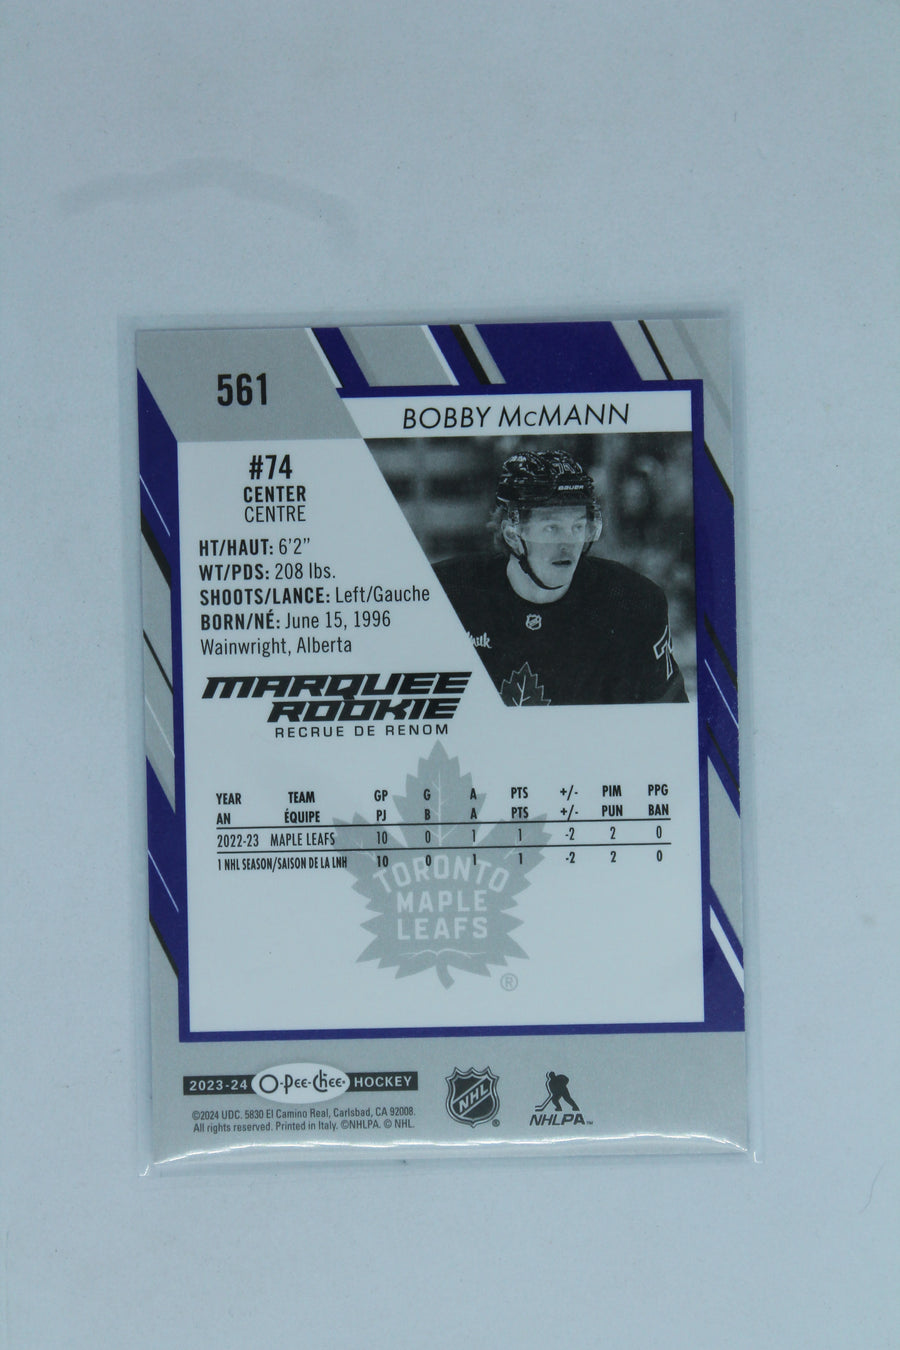 561
BOBBY McMANN
#74
CENTER
CENTRE
HT/HAUT: 6'2"
WT/PDS: 208 lbs.
SHOOTS/LANCE: Left/Gauche
BORN/NÉ: June 15, 1996
Wainwright, Alberta
BAUER
MARQUEE
ROOKIE
RECRUE DE RENOM
YEAR TEAM GP G A PTS +/- PIM PPG
AN ÉQUIPE PJ B A PTS +/- PUN BAN
2022-23 MAPLE LEAFS 10 0 1 1 -2 2 0
1 NHL SEASON/SAISON DE LA LNH 10 0 1 1 -2 2 0
TORONTO
MAPLE
LEAFS
®
2023-24 O-Pee-Chee® HOCKEY
NHL ®
NHLPA™
©2024 UDC. 5830 El Camino Real, Carlsbad, CA 92008.
All rights reserved. Printed in Italy. ©NHLPA. © NHL.